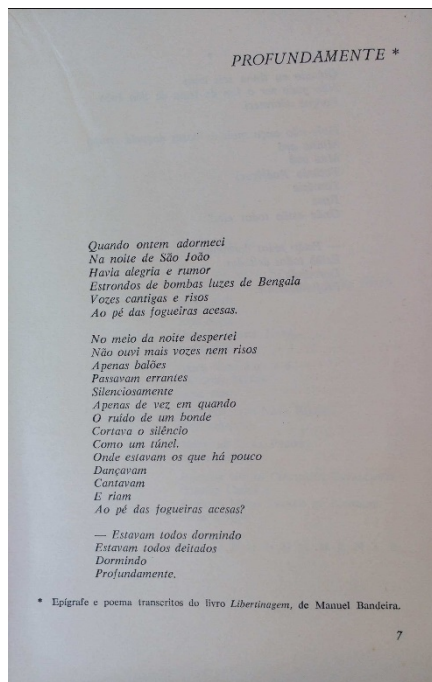 PROFUNDAMENTE *
Quando ontem adormeci
Na noite de São João
Havia alegria e rumor
Estrondos de bombas luzes de Bengala
Vozes cantigas e risos
Ao pé das fogueiras acesas.
No meio da noite despertei
Não ouvi mais vozes nem risos
Apenas balões
Passavam errantes
Silenciosamente
Apenas de vez em quando
O ruído de um bonde
Cortava o silêncio
Como um túnel.
Onde estavam os que há pouco
Dançavam
Cantavam
E riam
Ao pé das fogueiras acesas?
— Estavam todos dormindo
Estavam todos deitados
Dormindo
Profundamente.
* Epígrafe e poema transcritos do livro Libertinagem, de Manuel Bandeira.
7